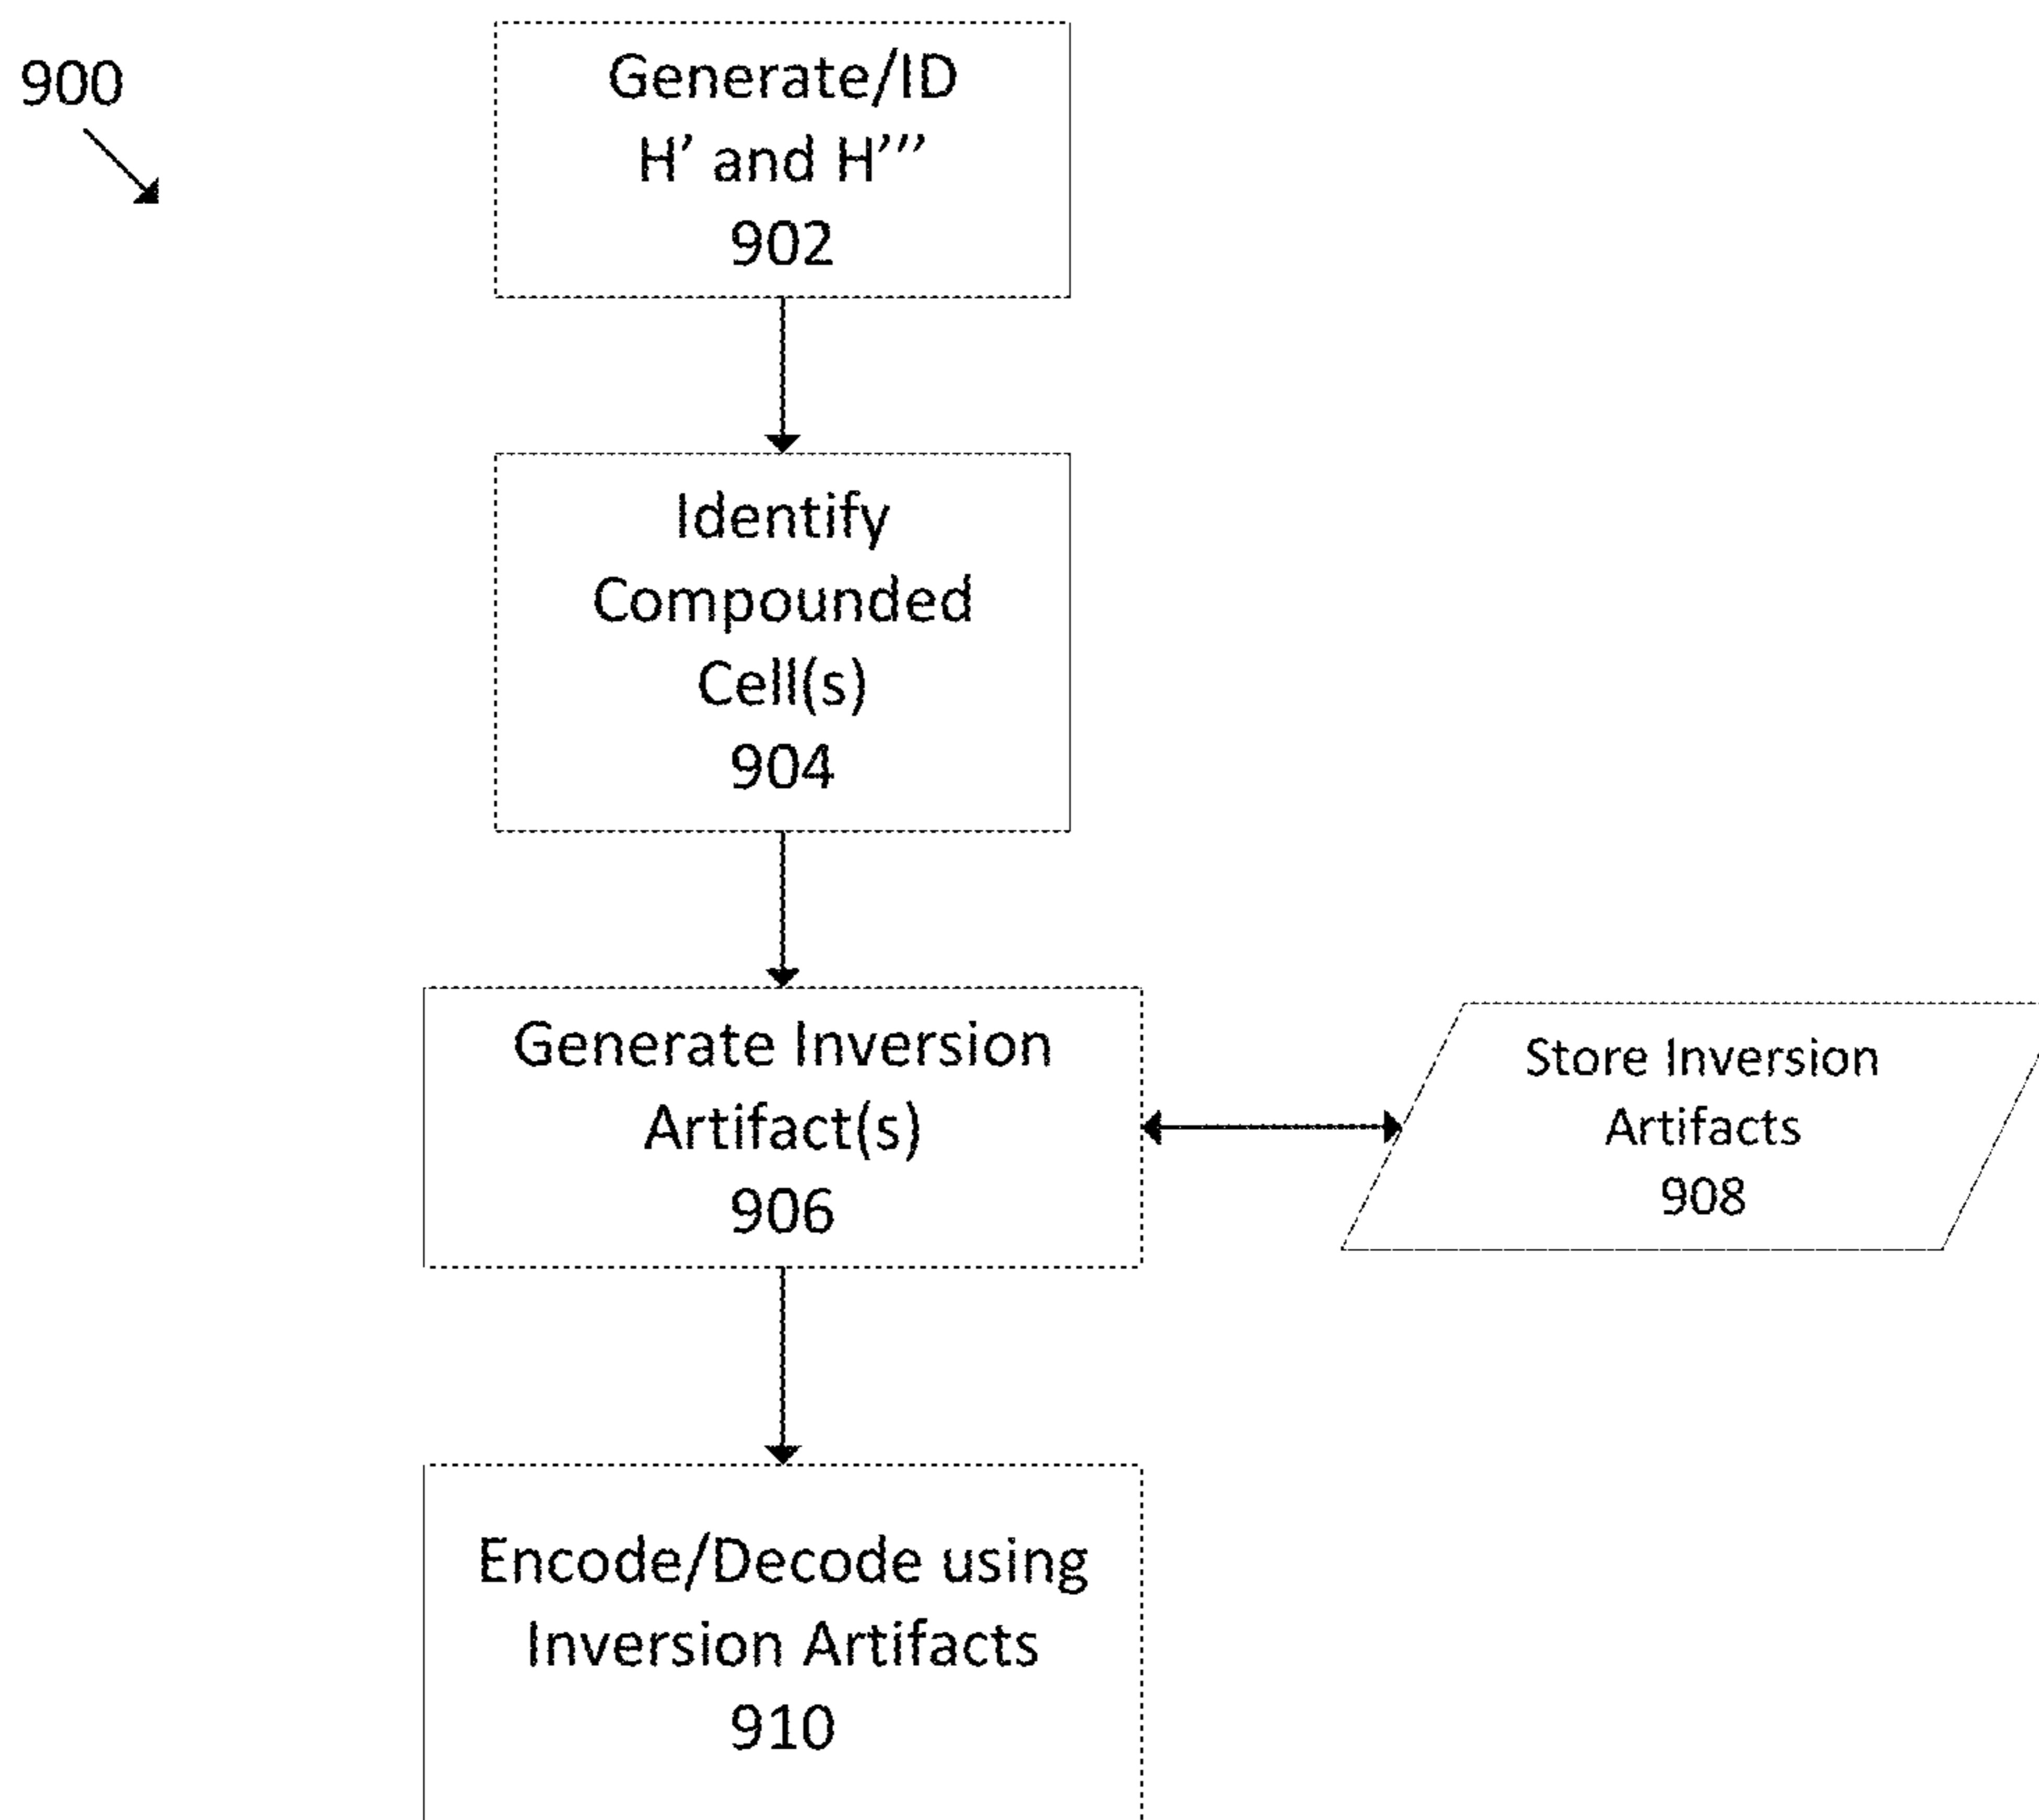 900
Generate/ID
H’ and H’’’
902
Identify
Compounded
Cell(s)
904
Generate Inversion
Artifact(s)
906
Store Inversion
Artifacts
908
Encode/Decode using
Inversion Artifacts
910